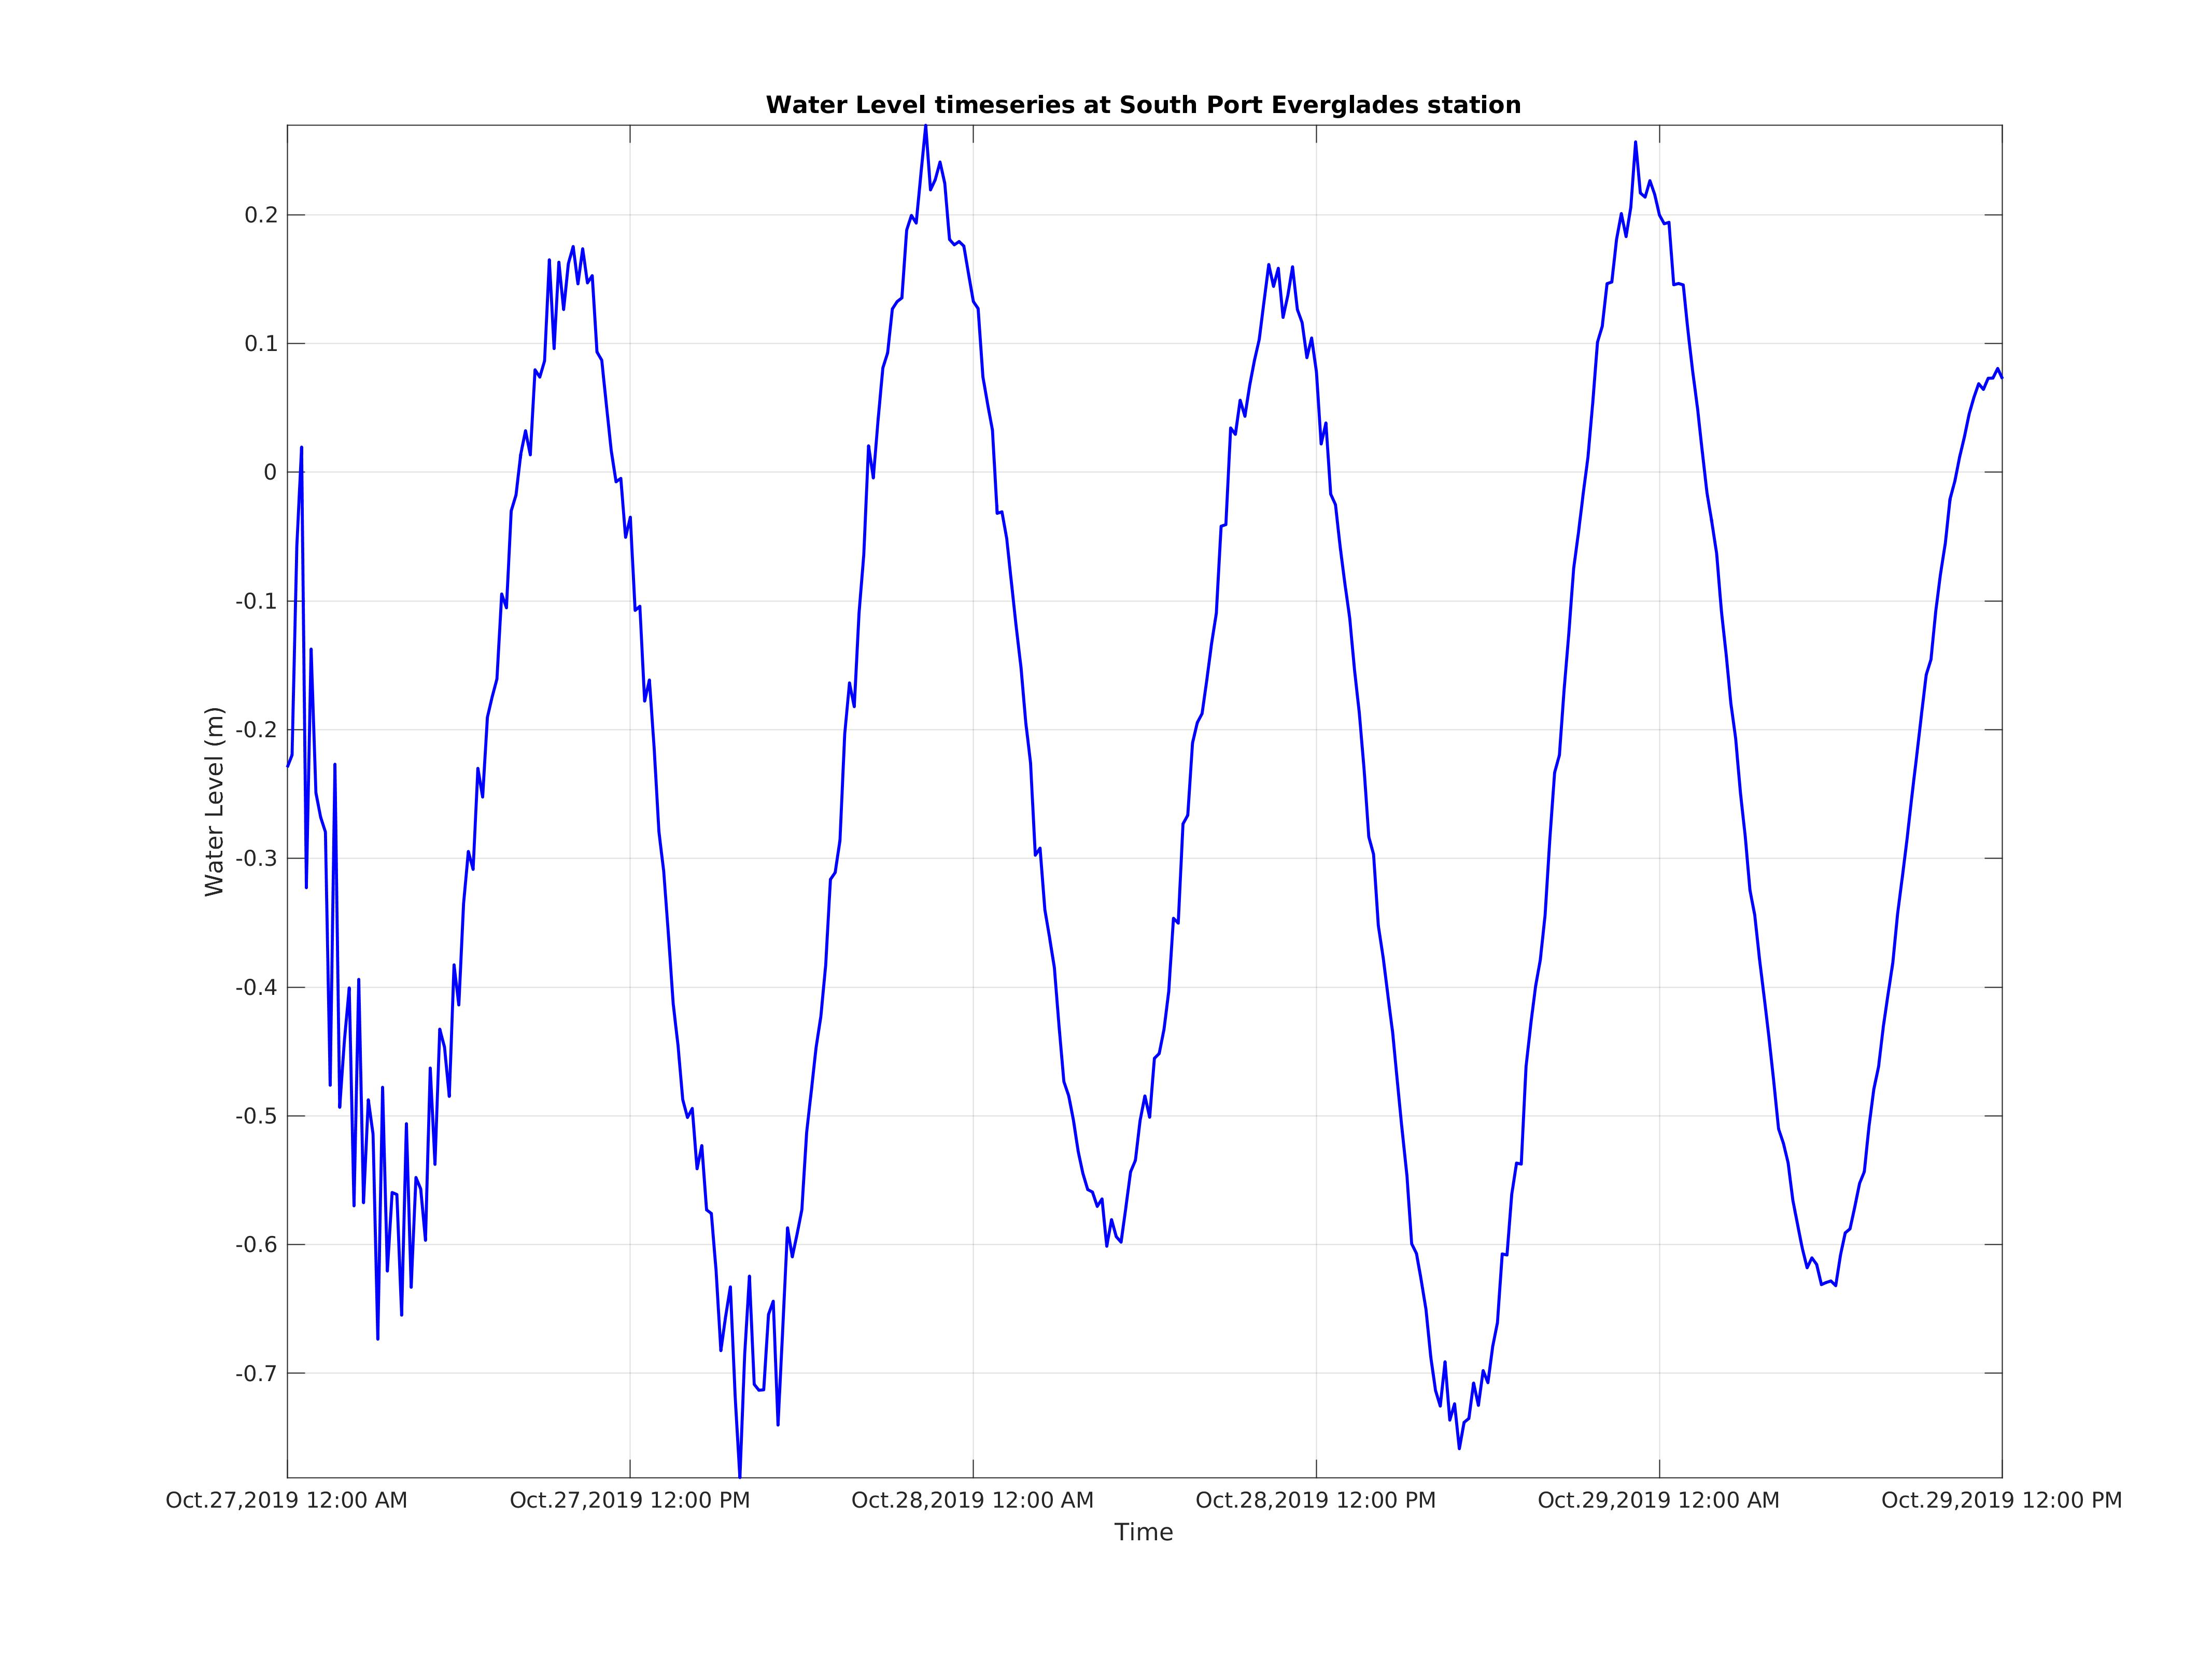 Water Level timeseries at South Port Everglades station
0.2
0.1
0
-0.1
-0.2
-0.3
-0.4
-0.5
-0.6
-0.7
Water Level (m)
Oct.27,2019 12:00 AM
Oct.27,2019 12:00 PM
Oct.28,2019 12:00 AM
Oct.28,2019 12:00 PM
Oct.29,2019 12:00 AM
Oct.29,2019 12:00 PM
Time